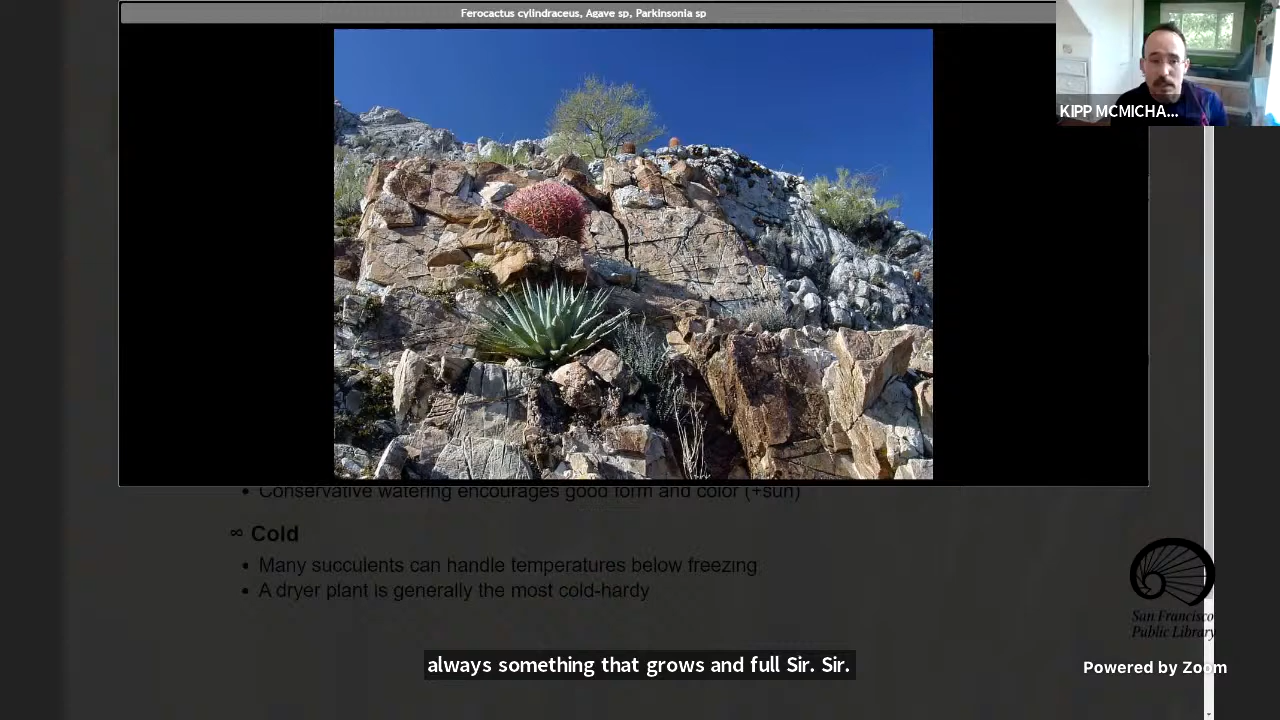 Ferocactus cylindraceus, Agave sp, Parkinsonia sp
KIPP MCMICHA...
• Conservative watering encourages good form and color (+sun)
∞ Cold
• Many succulents can handle temperatures below freezing
• A dryer plant is generally the most cold-hardy
San Francisco
Public Library
always something that grows and full Sir. Sir.
Powered by Zoom